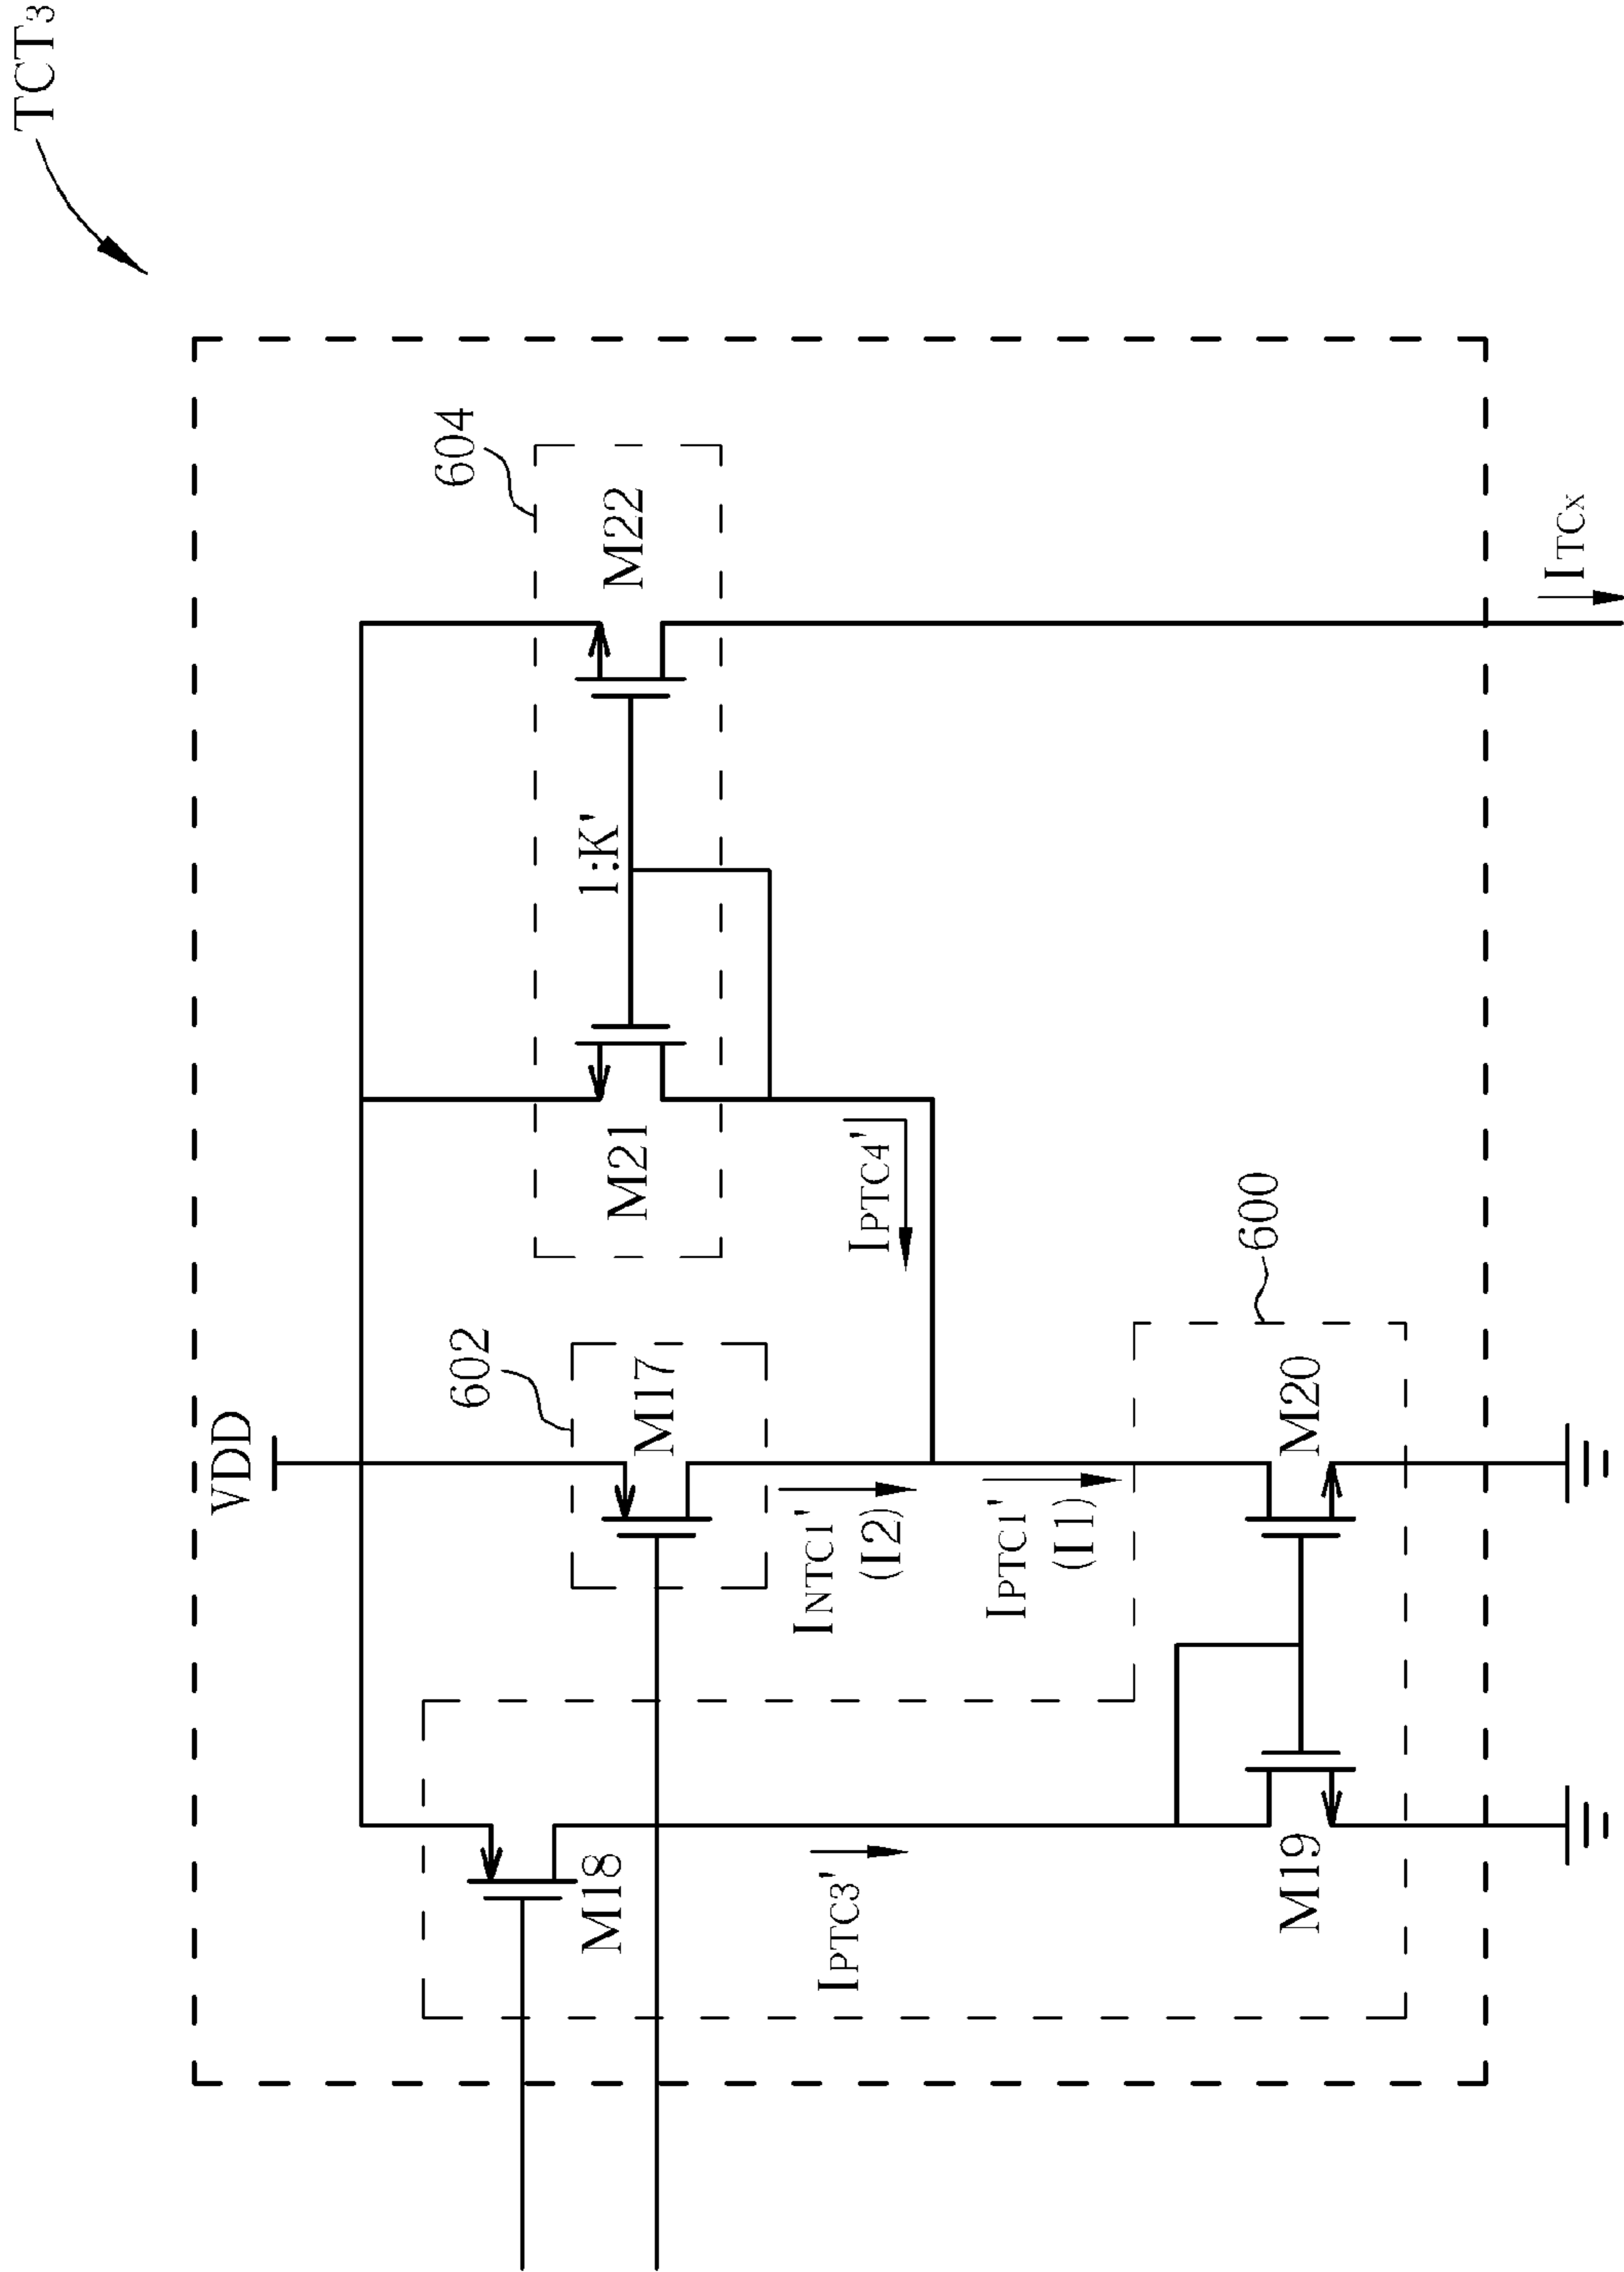 TCT3
VDD
604
M22
1:K'
M21
602
M17
IPTC4'
INTC1'
(I2)
IPTC1'
(I1)
600
M20
M18
IPTC3'
M19
ITCx